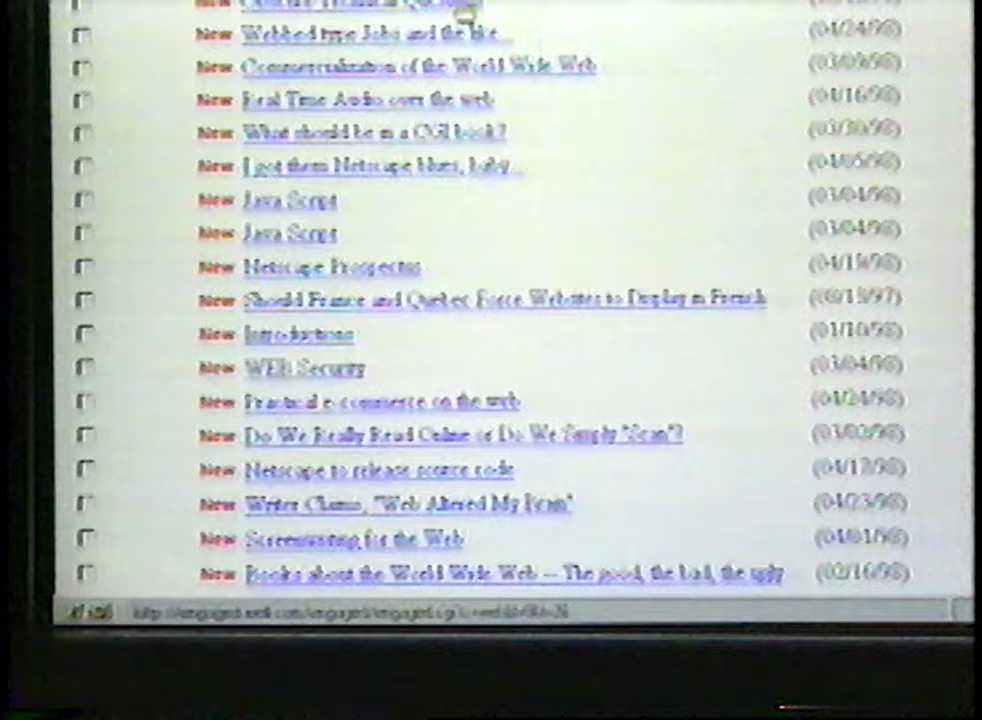 New Webbed type Jobs and the like... (04/24/98)
New Commercialization of the World Wide Web (03/09/98)
New Real Time Audio over the web (04/16/98)
New What should be in a CGI book? (03/30/98)
New I got them Netscape blues, baby... (04/05/98)
New Java Script (03/04/98)
New Java Script (03/04/98)
New Netscape Prospectus (04/19/98)
New Should France and Quebec Force Websites to Display in French
New Introductions (01/10/98)
New WEB Security (03/04/98)
New Practical e-commerce on the web (04/24/98)
New Do We Really Read Online or Do We Simply "Scan"? (03/02/98)
New Netscape to release source code
New Writer Claims, "Web Altered My Brain" (04/23/98)
New Screenwriting for the Web (04/01/98)
New Books about the World Wide Web -- The good, the bad, the ugly (02/16/98)